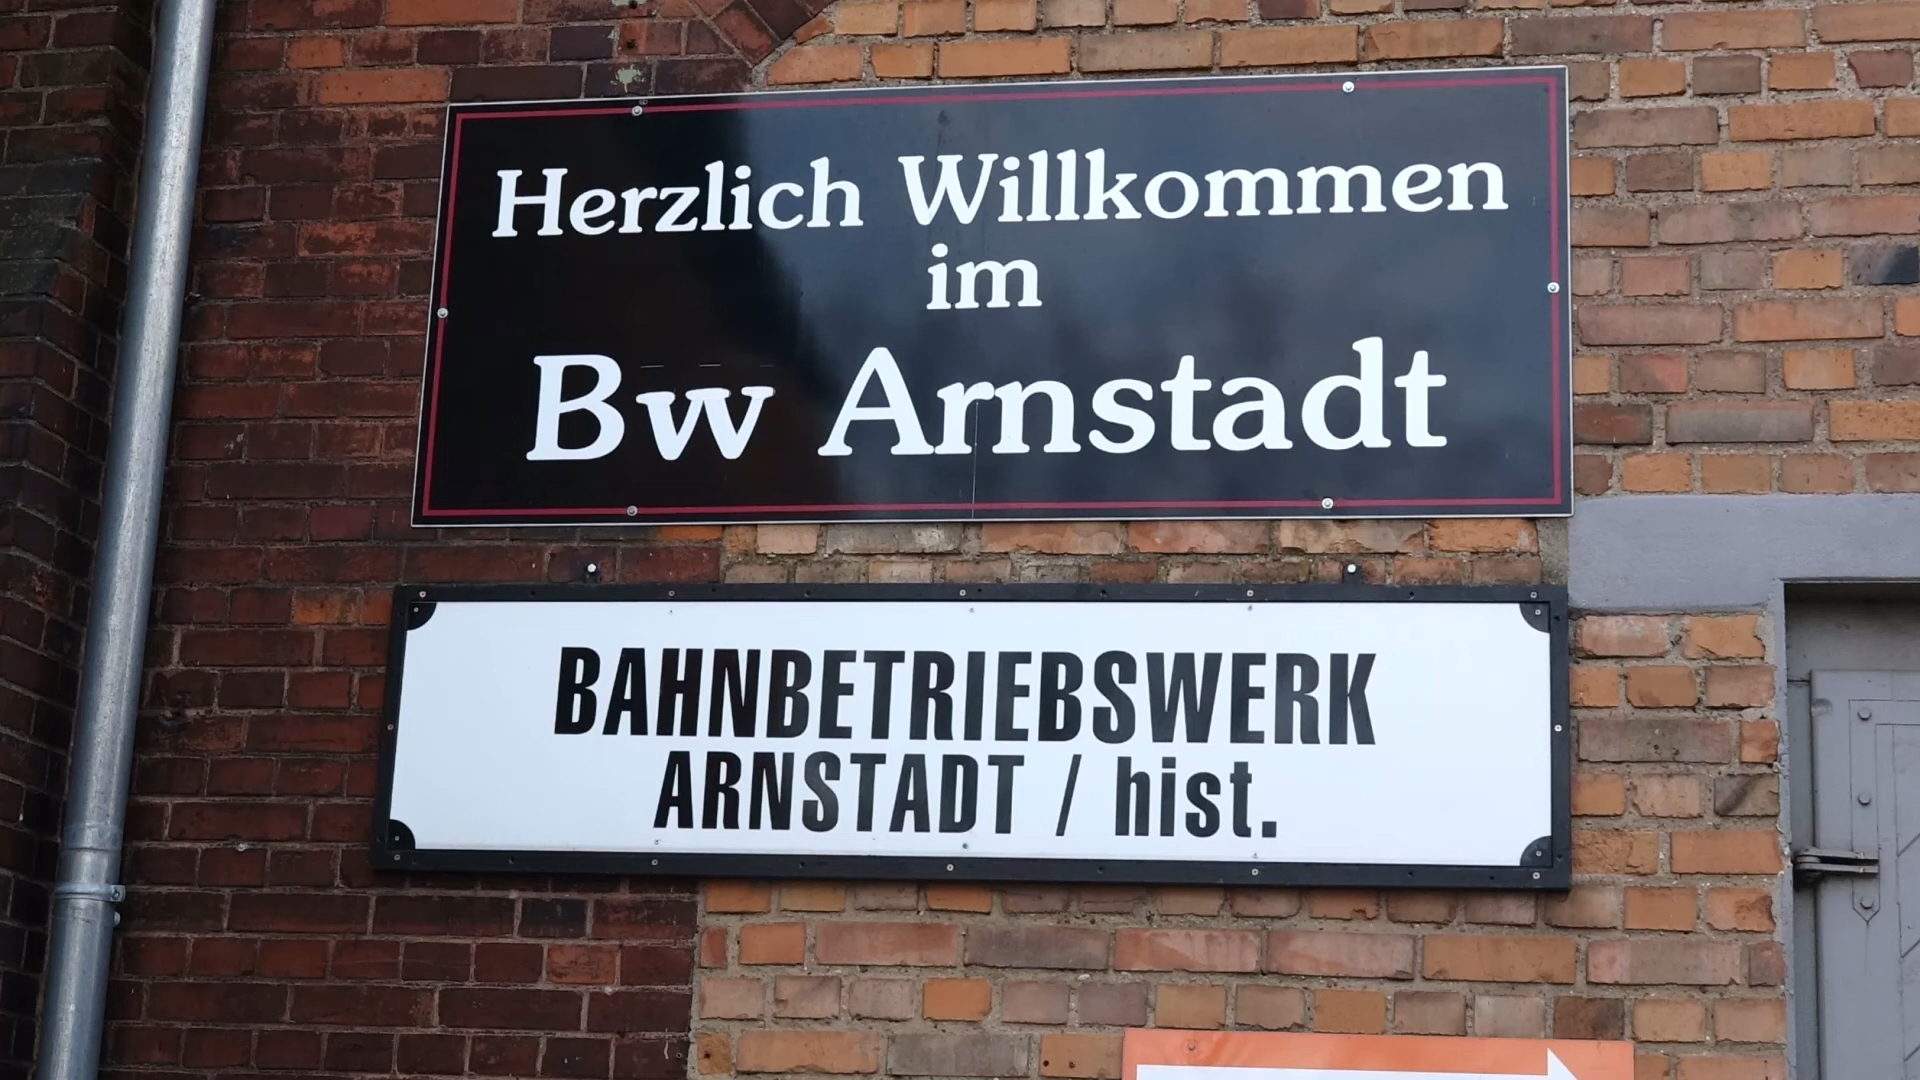 Herzlich Willkommen
im
Bw Arnstadt
BAHNBETRIEBSWERK
ARNSTADT / hist.